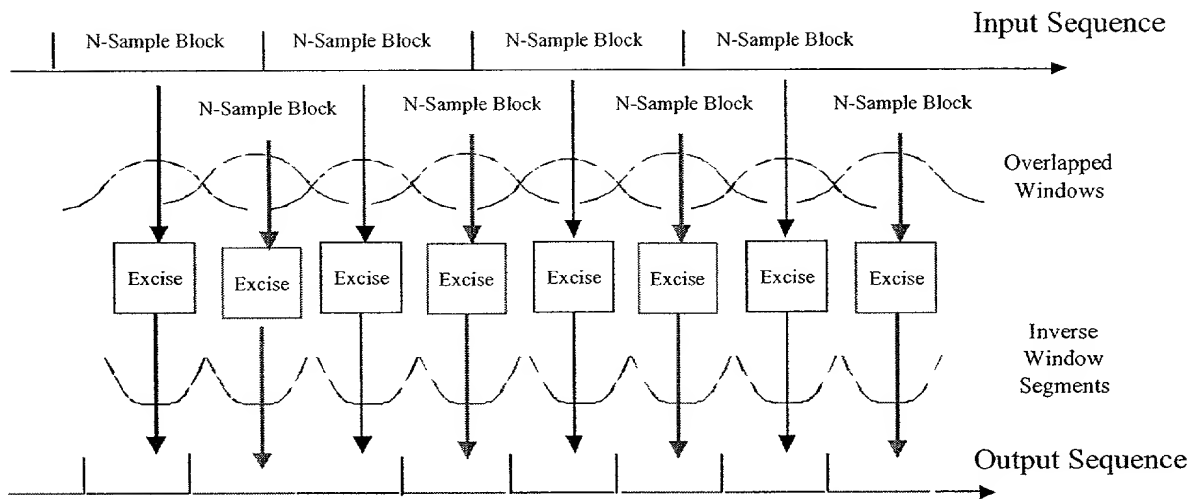 Input Sequence
N-Sample Block N-Sample Block N-Sample Block N-Sample Block
N-Sample Block N-Sample Block N-Sample Block N-Sample Block
Overlapped
Windows
Excise Excise Excise Excise Excise Excise Excise Excise
Inverse
Window
Segments
Output Sequence